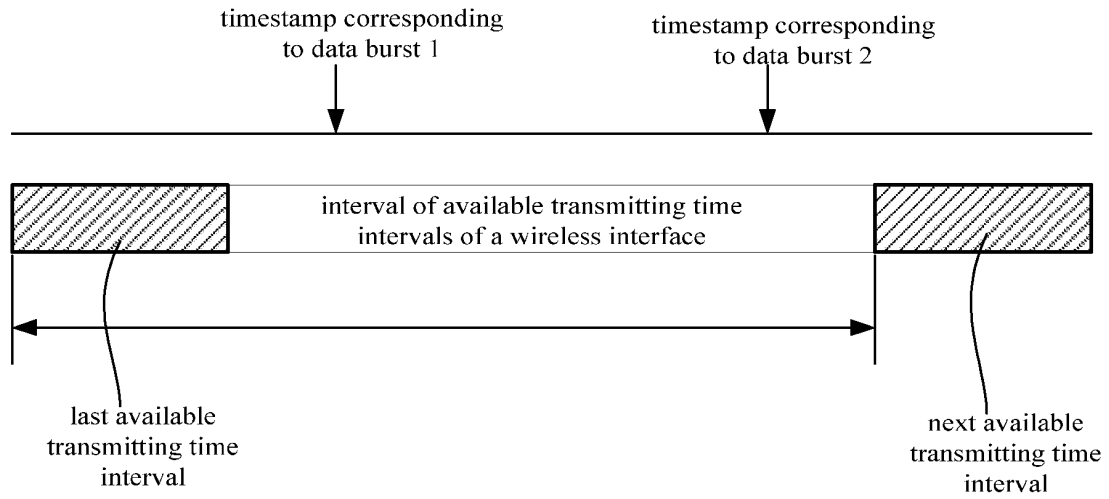 timestamp corresponding
to data burst 1
timestamp corresponding
to data burst 2
interval of available transmitting time
intervals of a wireless interface
last available
transmitting time
interval
next available
transmitting time
interval